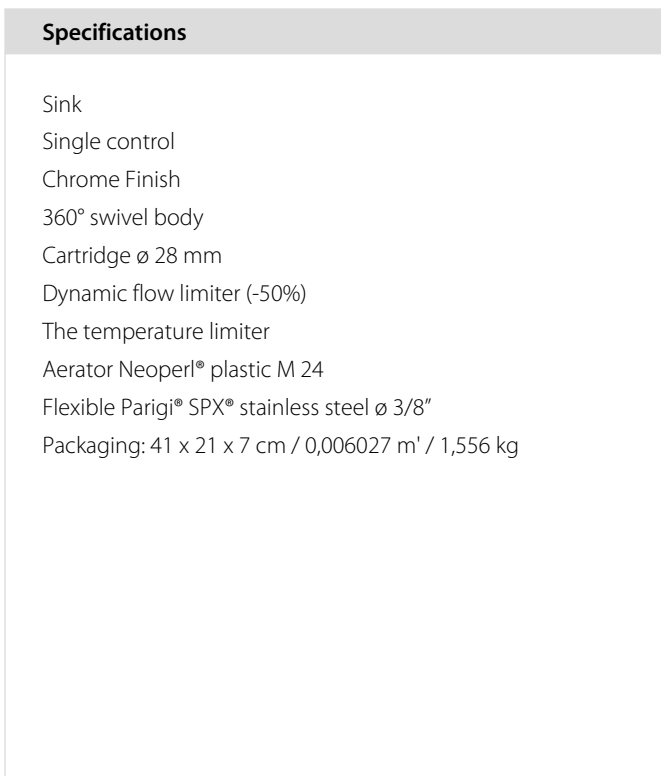 Specifications
Sink
Single control
Chrome Finish
360° swivel body
Cartridge ø 28 mm
Dynamic flow limiter (-50%)
The temperature limiter
Aerator Neoperl® plastic M 24
Flexible Parigi® SPX® stainless steel ø 3/8”
Packaging: 41 x 21 x 7 cm / 0,006027 m' / 1,556 kg